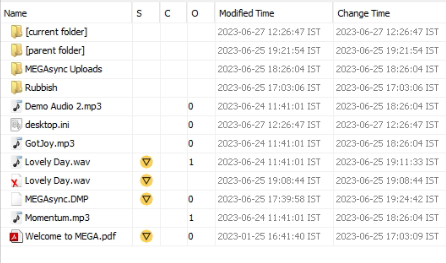 Name S C O Modified Time Change Time
[current folder] 2023-06-27 12:26:47 IST 2023-06-27 12:26:47 IST
[parent folder] 2023-06-25 19:21:54 IST 2023-06-25 19:21:54 IST
MEGAsync Uploads 2023-06-25 18:26:04 IST 2023-06-25 18:26:04 IST
Rubbish 2023-06-25 17:03:06 IST 2023-06-25 17:03:06 IST
Demo Audio 2.mp3 0 2023-06-24 11:41:01 IST 2023-06-25 18:26:04 IST
desktop.ini 0 2023-06-27 12:26:47 IST 2023-06-27 12:26:47 IST
GotJoy.mp3 0 2023-06-24 11:41:01 IST 2023-06-25 18:26:04 IST
Lovely Day.wav 1 2023-06-24 11:41:01 IST 2023-06-25 19:11:33 IST
Lovely Day.wav 2023-06-25 19:08:44 IST 2023-06-25 19:08:44 IST
MEGAsync.DMP 0 2023-06-25 17:39:58 IST 2023-06-25 19:24:42 IST
Momentum.mp3 1 2023-06-24 11:41:01 IST 2023-06-25 18:26:04 IST
Welcome to MEGA.pdf 0 2023-01-25 16:41:40 IST 2023-06-25 17:03:09 IST